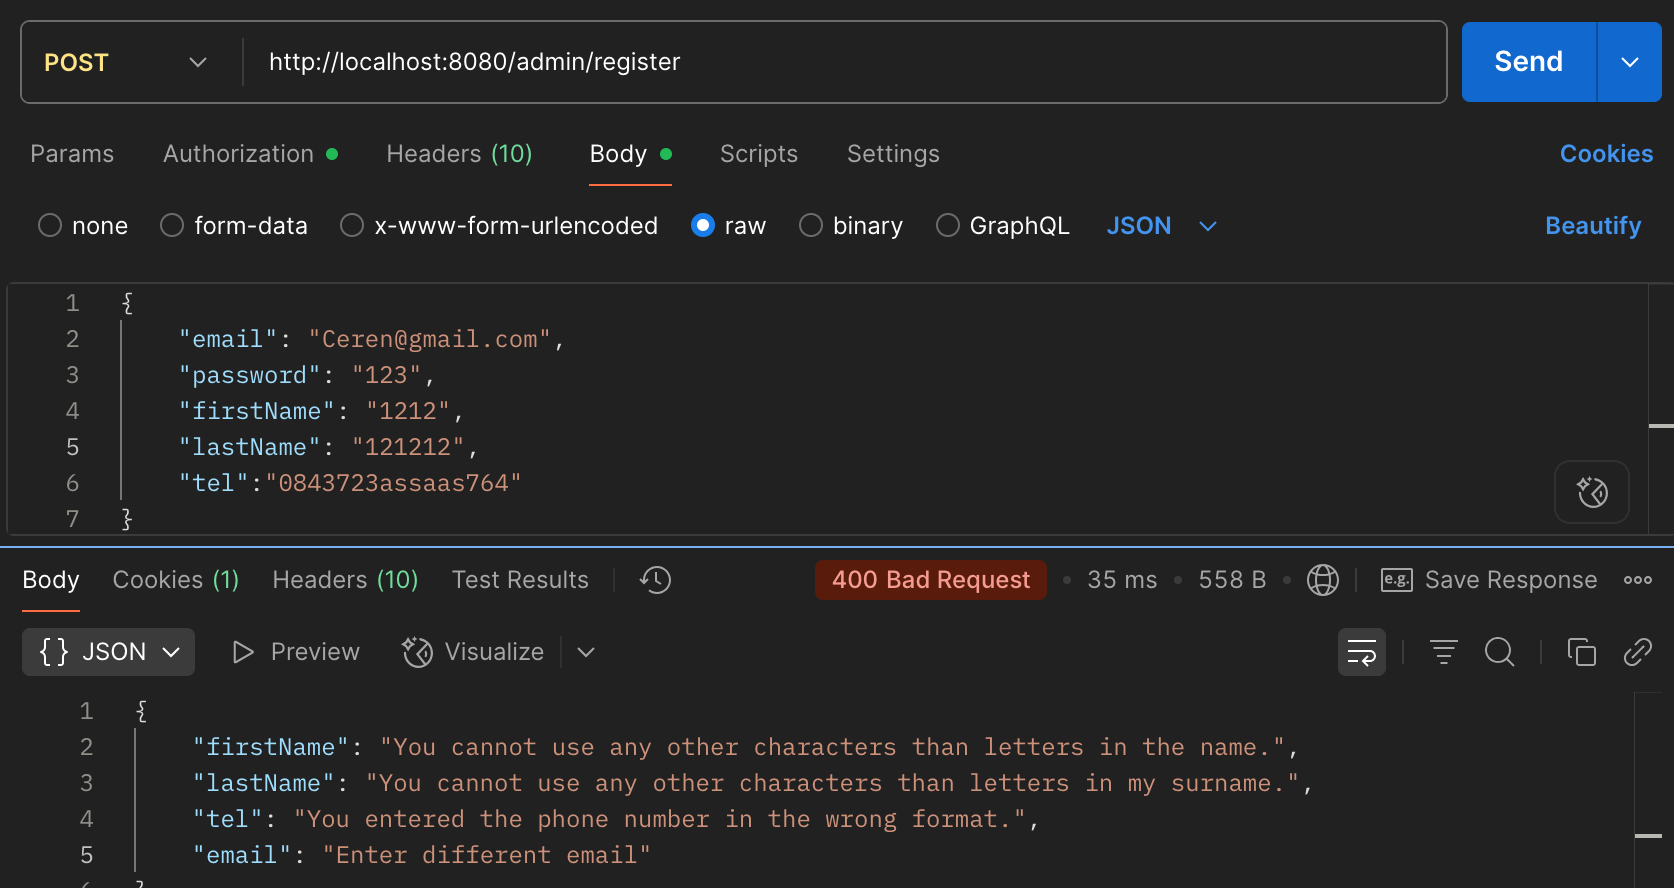 POST http://localhost:8080/admin/register Send
Params Authorization Headers (10) Body Scripts Settings Cookies
none form-data x-www-form-urlencoded raw binary GraphQL JSON Beautify
1 {
2 "email": "Ceren@gmail.com",
3 "password": "123",
4 "firstName": "1212",
5 "lastName": "121212",
6 "tel":"0843723assaas764"
7 }
Body Cookies (1) Headers (10) Test Results 400 Bad Request 35 ms 558 B e.g. Save Response
{} JSON Preview Visualize
1 {
2 "firstName": "You cannot use any other characters than letters in the name.",
3 "lastName": "You cannot use any other characters than letters in my surname.",
4 "tel": "You entered the phone number in the wrong format.",
5 "email": "Enter different email"